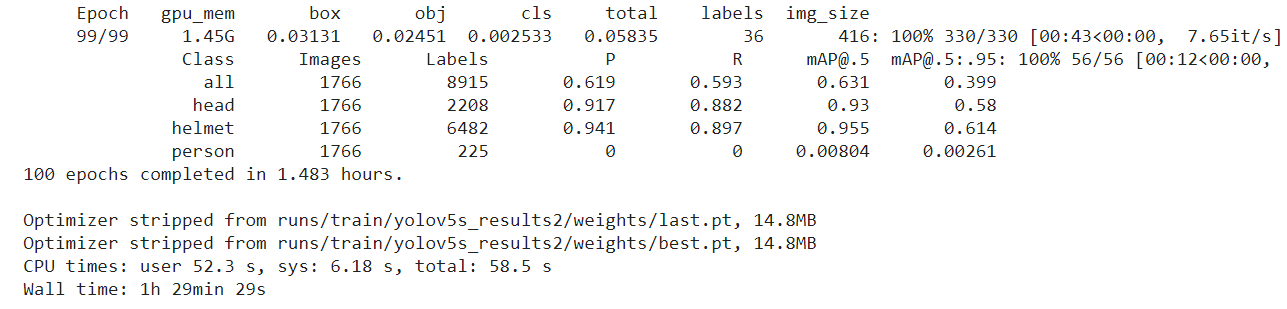 Epoch gpu_mem box obj cls total labels img_size
99/99 1.45G 0.03131 0.02451 0.002533 0.05835 36 416: 100% 330/330 [00:43<00:00, 7.65it/s]
Class Images Labels P R mAP@.5 mAP@.5:.95: 100% 56/56 [00:12<00:00,
all 1766 8915 0.619 0.593 0.631 0.399
head 1766 2208 0.917 0.882 0.93 0.58
helmet 1766 6482 0.941 0.897 0.955 0.614
person 1766 225 0 0 0.00804 0.00261
100 epochs completed in 1.483 hours.
Optimizer stripped from runs/train/yolov5s_results2/weights/last.pt, 14.8MB
Optimizer stripped from runs/train/yolov5s_results2/weights/best.pt, 14.8MB
CPU times: user 52.3 s, sys: 6.18 s, total: 58.5 s
Wall time: 1h 29min 29s